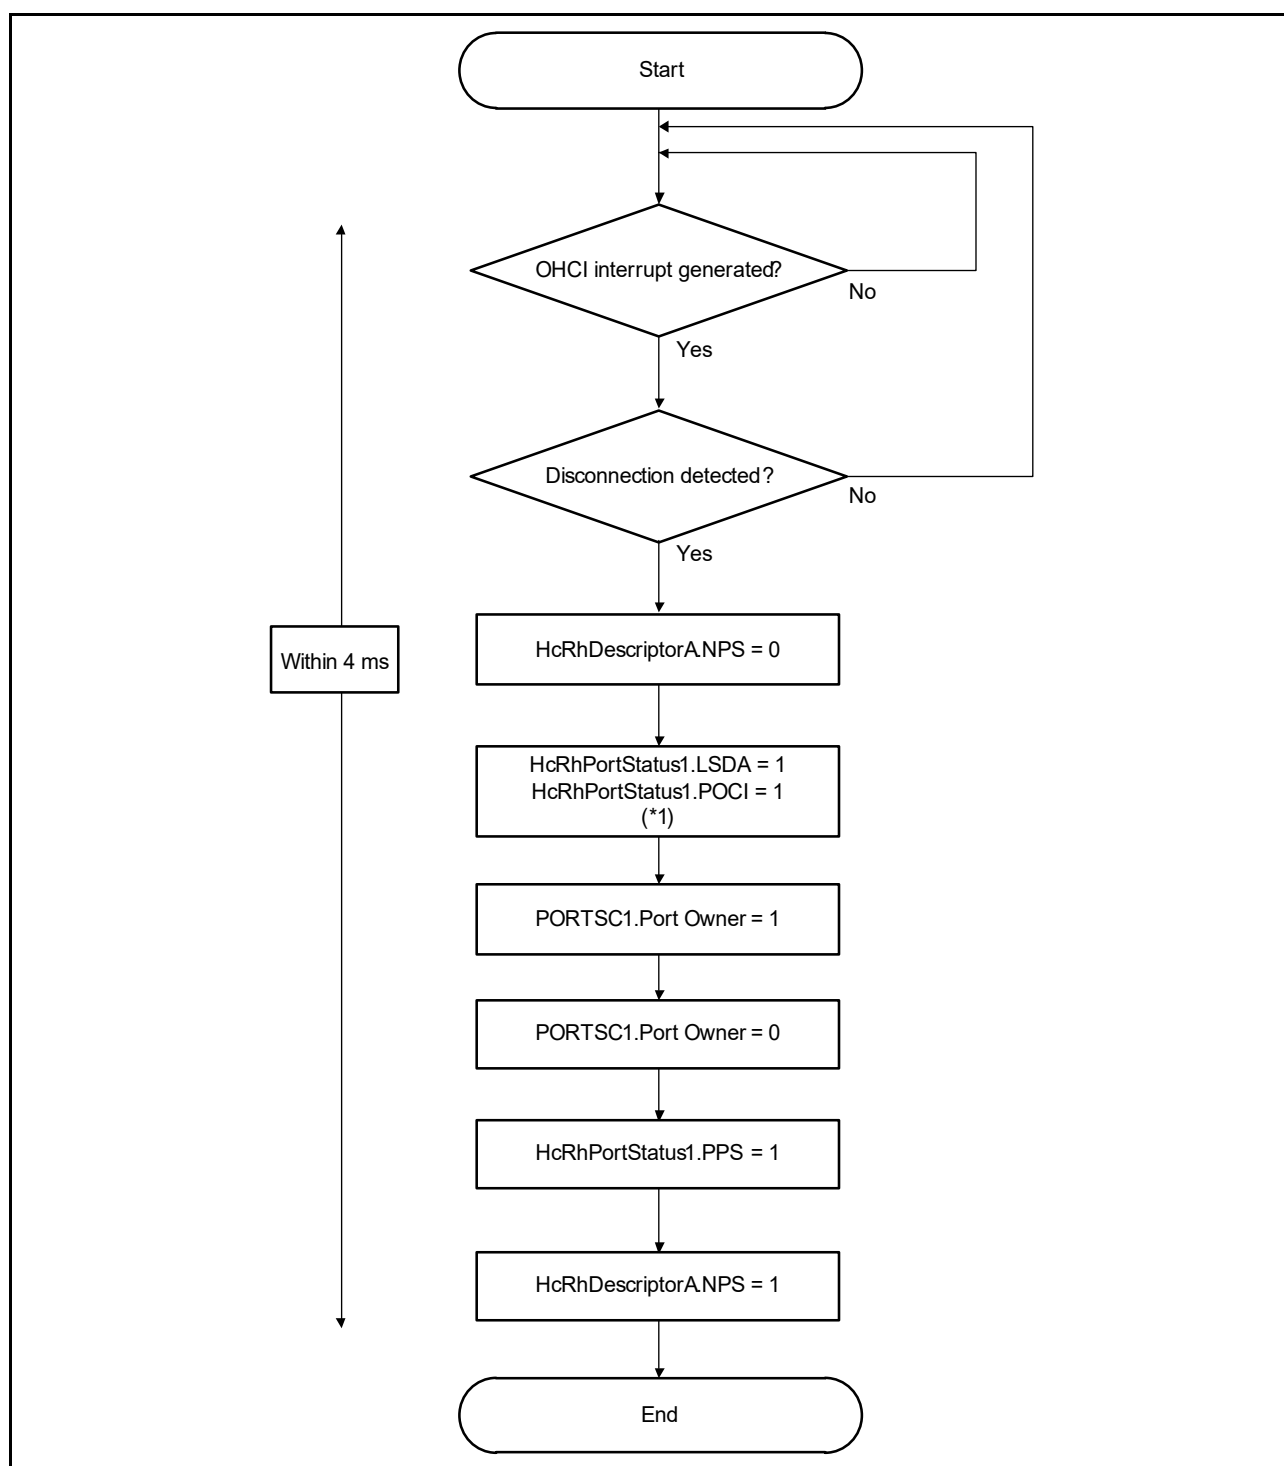 Start
OHCI interrupt generated?
No
Yes
Disconnection detected?
No
Yes
HcRhDescriptorA.NPS = 0
Within 4 ms
HcRhPortStatus1.LSDA = 1
HcRhPortStatus1.POCI = 1
(*1)
PORTSC1.Port Owner = 1
PORTSC1.Port Owner = 0
HcRhPortStatus1.PPS = 1
HcRhDescriptorA.NPS = 1
End